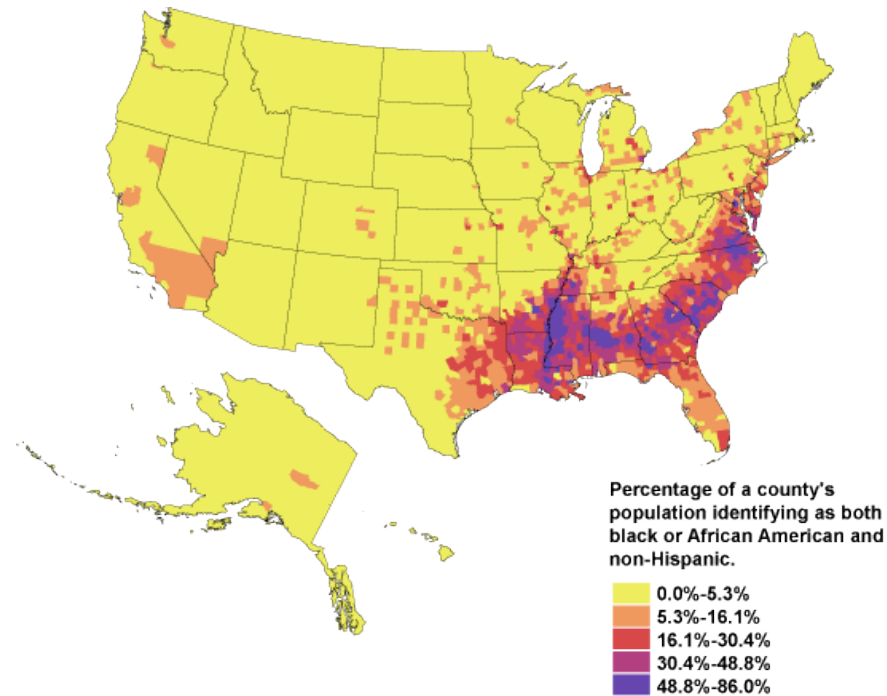 Percentage of a county's
population identifying as both
black or African American and
non-Hispanic.
0.0%-5.3%
5.3%-16.1%
16.1%-30.4%
30.4%-48.8%
48.8%-86.0%